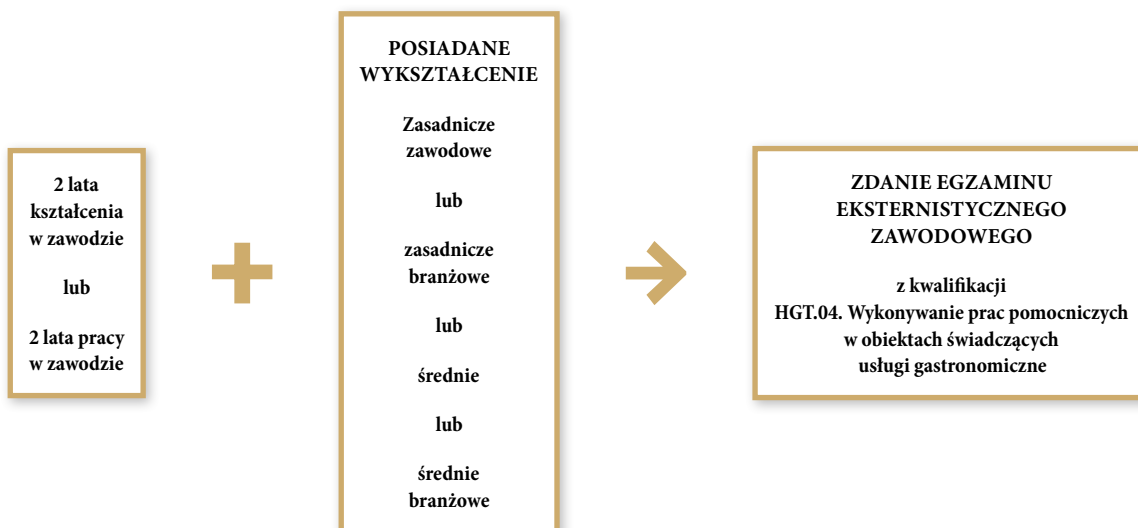 2 lata
kształcenia
w zawodzie
lub
2 lata pracy
w zawodzie
POSIADANE
WYKSZTAŁCENIE
Zasadnicze
zawodowe
lub
zasadnicze
branżowe
lub
średnie
lub
średnie
branżowe
ZDANIE EGZAMINU
EKSTERNISTYCZNEGO
ZAWODOWEGO
z kwalifikacji
HGT.04. Wykonywanie prac pomocniczych
w obiektach świadczących
usługi gastronomiczne